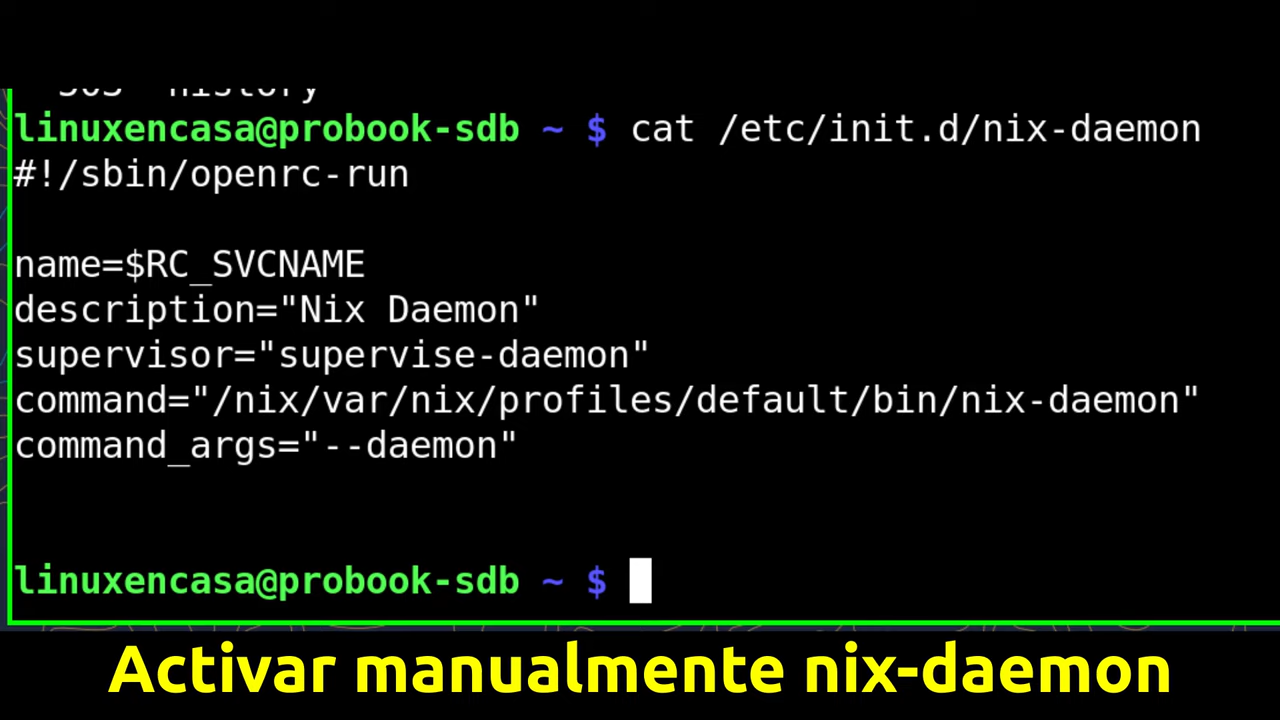 linuxencasa@probook-sdb ~ $ cat /etc/init.d/nix-daemon
#!/sbin/openrc-run
name=$RC_SVCNAME
description="Nix Daemon"
supervisor="supervise-daemon"
command="/nix/var/nix/profiles/default/bin/nix-daemon"
command_args="--daemon"
linuxencasa@probook-sdb ~ $
Activar manualmente nix-daemon